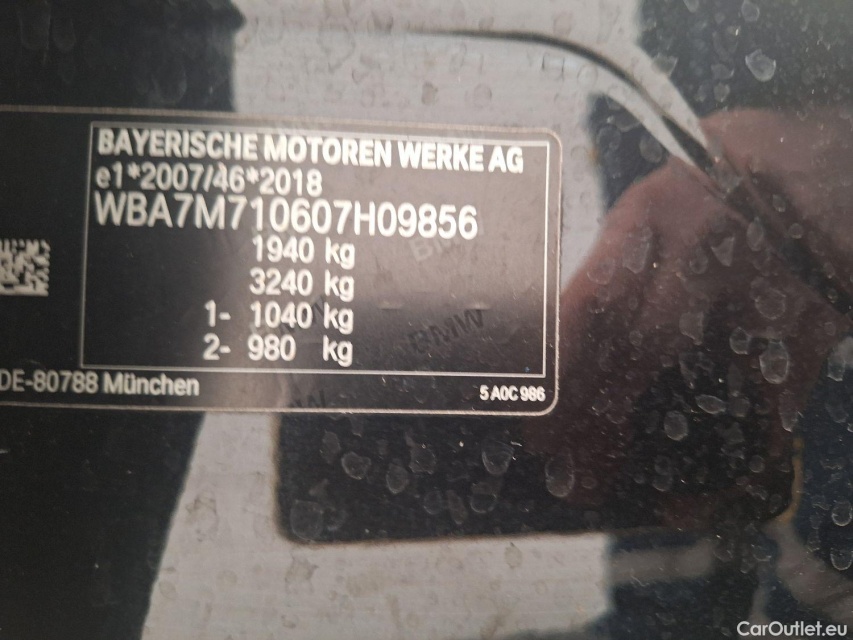 BAYERISCHE MOTOREN WERKE AG
e1*2007/46*2018
WBA7M710607H09856
1940 kg
3240 kg
1- 1040 kg
2- 980 kg
BMW
DE-80788 München
5 A0C 986
CarOutlet.eu